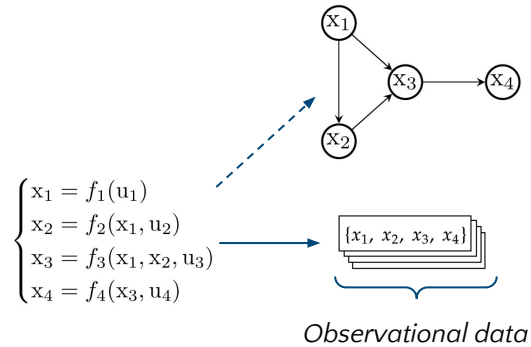 x₁
x₃
x₄
x₂
x₁ = f₁(u₁)
x₂ = f₂(x₁, u₂)
x₃ = f₃(x₁, x₂, u₃)
x₄ = f₄(x₃, u₄)
{x₁, x₂, x₃, x₄}
Observational data